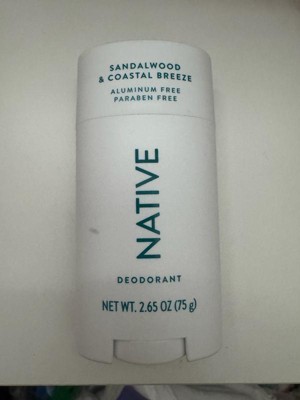 SANDALWOOD
& COASTAL BREEZE
ALUMINUM FREE
PARABEN FREE
NATIVE
DEODORANT
NET WT. 2.65 OZ (75 g)